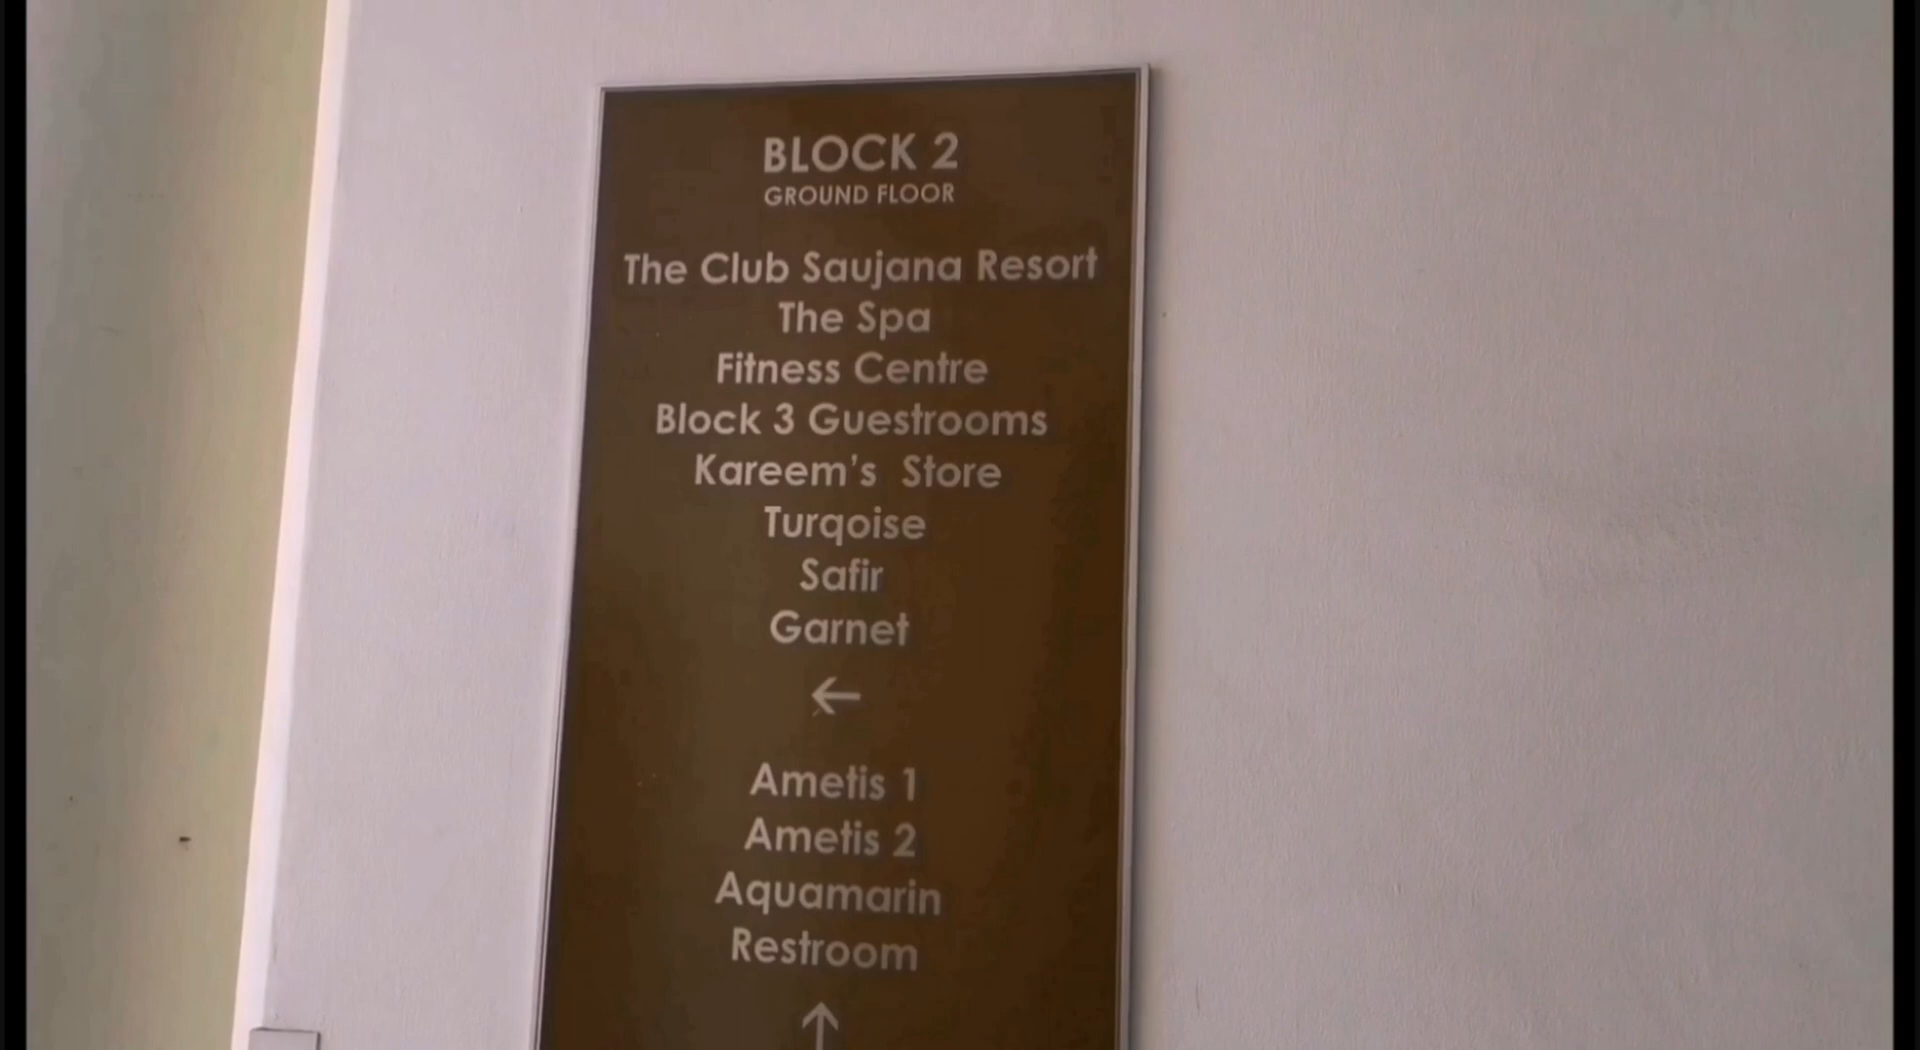 BLOCK 2
GROUND FLOOR
The Club Saujana Resort
The Spa
Fitness Centre
Block 3 Guestrooms
Kareem's Store
Turqoise
Safir
Garnet
←
Ametis 1
Ametis 2
Aquamarin
Restroom
↑